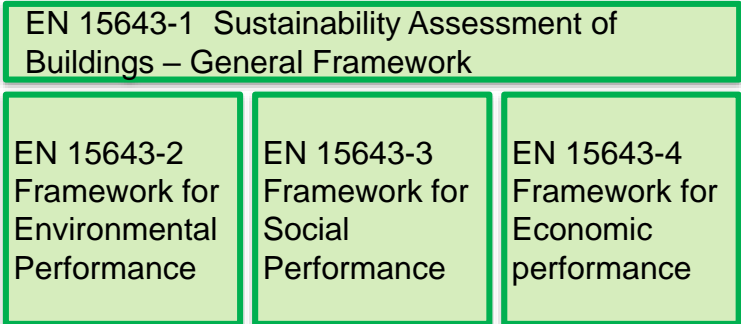 EN 15643-1  Sustainability Assessment of
Buildings – General Framework
EN 15643-2
Framework for
Environmental
Performance
EN 15643-3
Framework for
Social
Performance
EN 15643-4
Framework for
Economic
performance